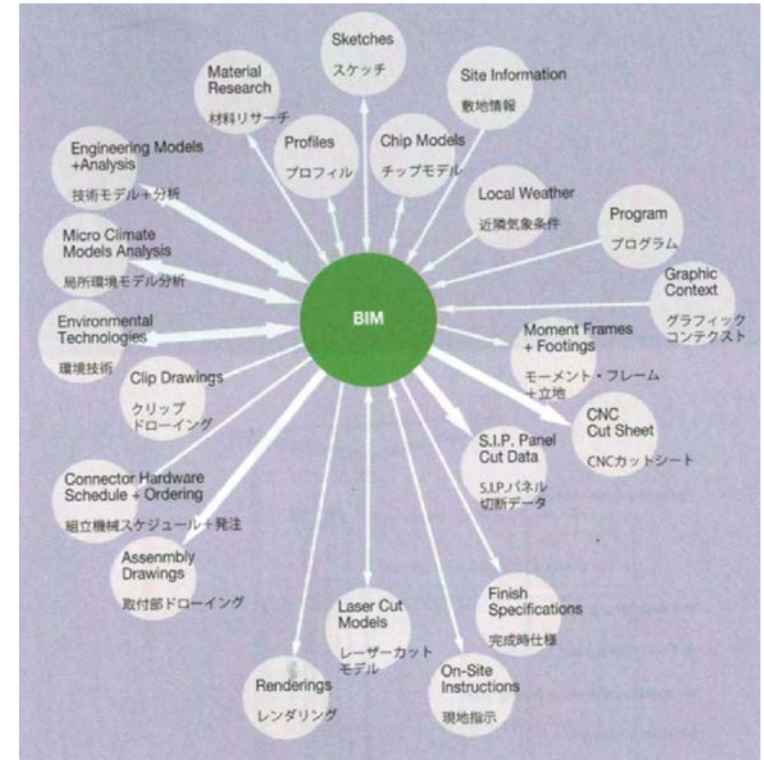 Sketches
スケッチ
Material
Research
材料リサーチ
Site Information
敷地情報
Profiles
プロフィル
Chip Models
チップモデル
Engineering Models
+Analysis
技術モデル+分析
Local Weather
近隣気象条件
Program
プログラム
Micro Climate
Models Analysis
局所環境モデル分析
Graphic
Context
グラフィック
コンテクスト
BIM
Environmental
Technologies
環境技術
Moment Frames
+ Footings
モーメント・フレーム
+立地
Clip Drawings
クリップ
ドローイング
CNC
Cut Sheet
CNCカットシート
S.I.P. Panel
Cut Data
S.I.P.パネル
切断データ
Connector Hardware
Schedule + Ordering
組立機械スケジュール+発注
Assenmbly
Drawings
取付部ドローイング
Finish
Specifications
完成時仕様
Laser Cut
Models
レーザーカット
モデル
On-Site
Instructions
現地指示
Renderings
レンダリング